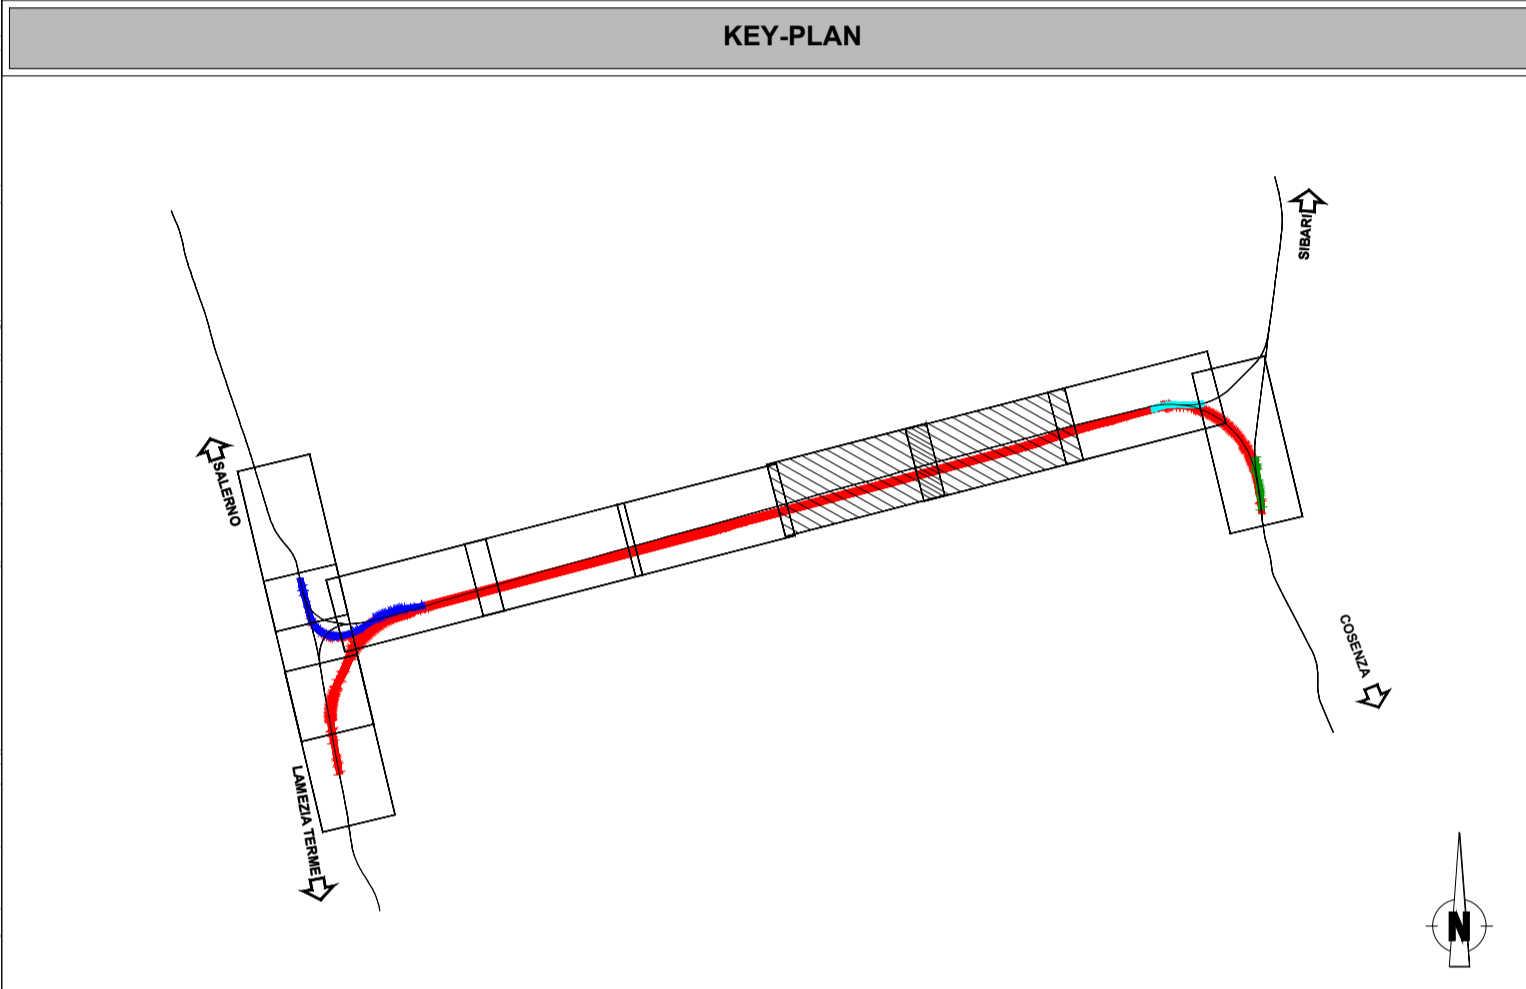 KEY-PLAN
SIBARI
SALERNO
COSENZA
LAMEZIA TERME
N